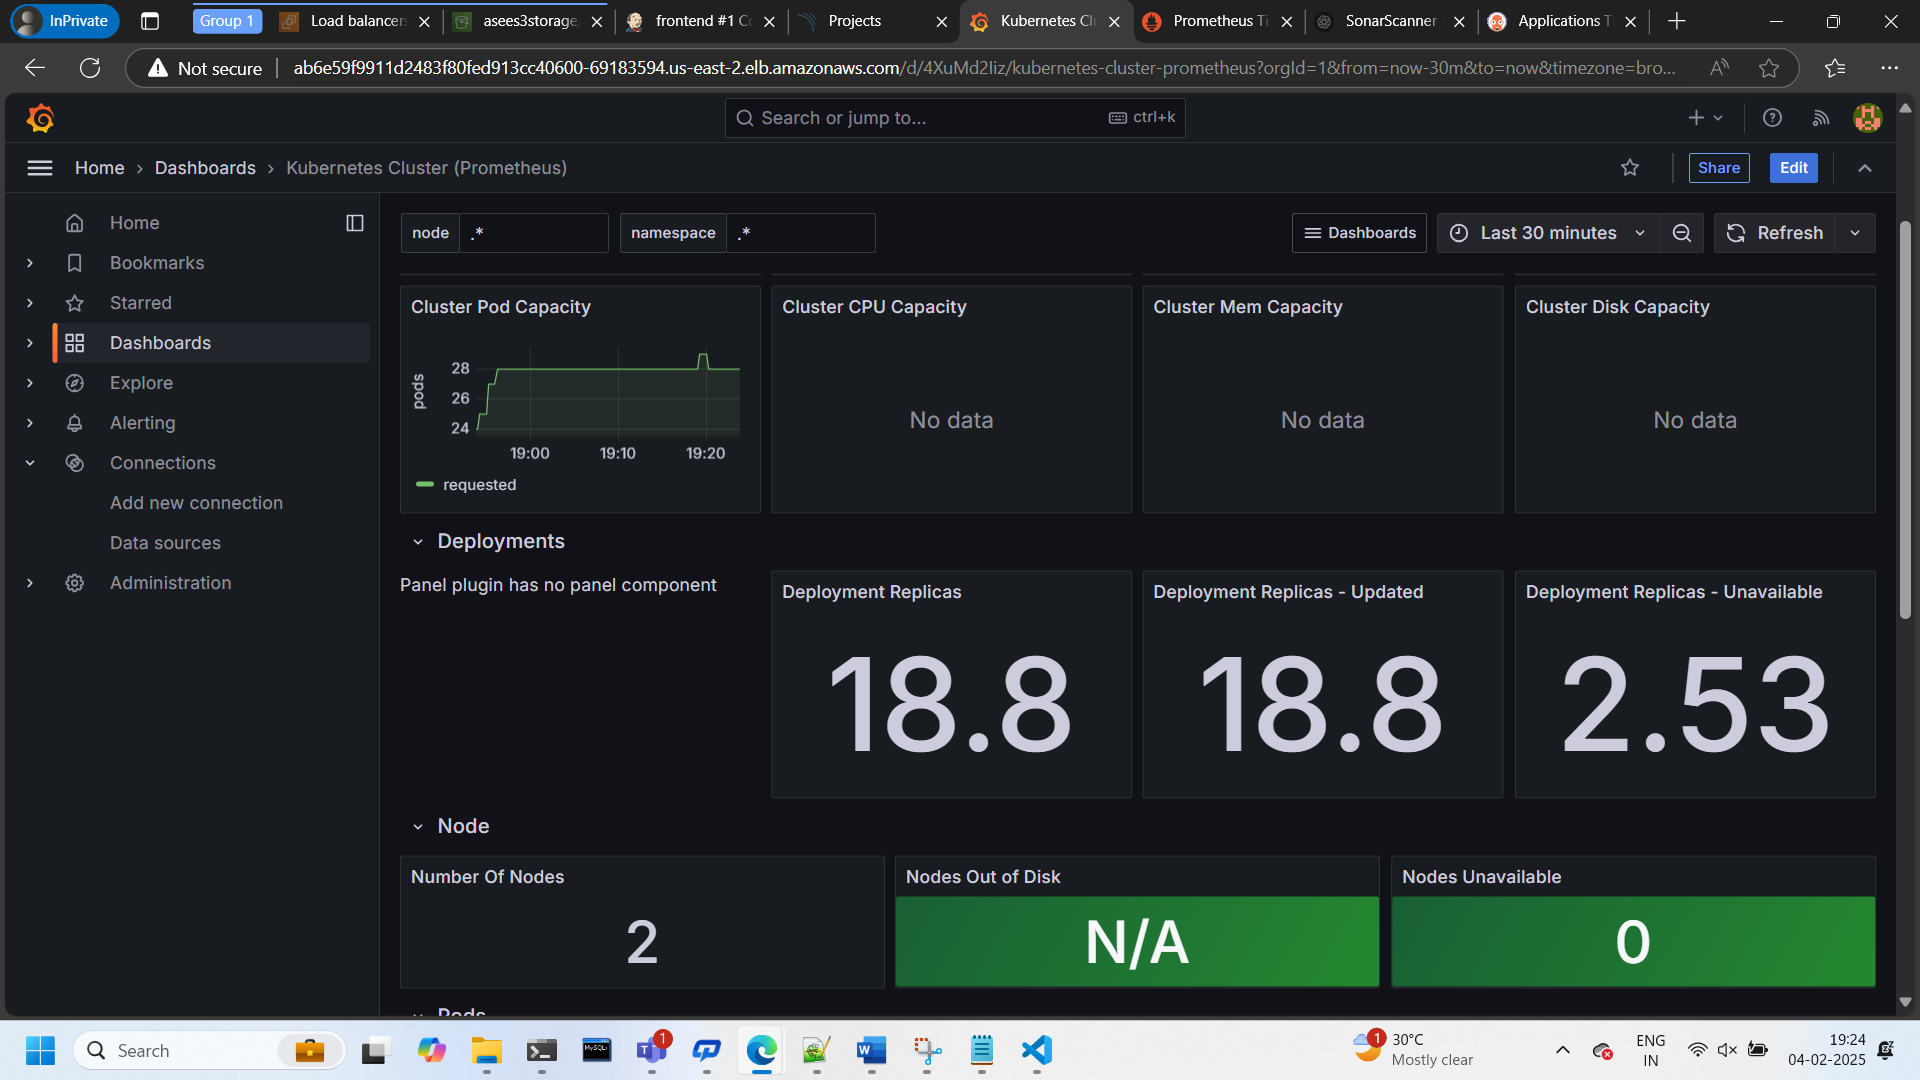 InPrivate
Group 1
Load balancers
asees3storage
frontend #1 Co
Projects
Kubernetes Clu
Prometheus Ti
SonarScanner
Applications T
Not secure
ab6e59f9911d2483f80fed913cc40600-69183594.us-east-2.elb.amazonaws.com/d/4XuMd2Iiz/kubernetes-cluster-prometheus?orgId=1&from=now-30m&to=now&timezone=bro...
Search or jump to...
ctrl+k
Home > Dashboards > Kubernetes Cluster (Prometheus)
Share
Edit
Home
Bookmarks
Starred
Dashboards
Explore
Alerting
Connections
Add new connection
Data sources
Administration
node
.*
namespace
.*
Dashboards
Last 30 minutes
Refresh
Cluster Pod Capacity
pods
28
26
24
19:00
19:10
19:20
requested
Cluster CPU Capacity
No data
Cluster Mem Capacity
No data
Cluster Disk Capacity
No data
Deployments
Panel plugin has no panel component
Deployment Replicas
18.8
Deployment Replicas - Updated
18.8
Deployment Replicas - Unavailable
2.53
Node
Number Of Nodes
2
Nodes Out of Disk
N/A
Nodes Unavailable
0
Pods
Search
MySQL
1
1
30°C
Mostly clear
ENG
IN
19:24
04-02-2025